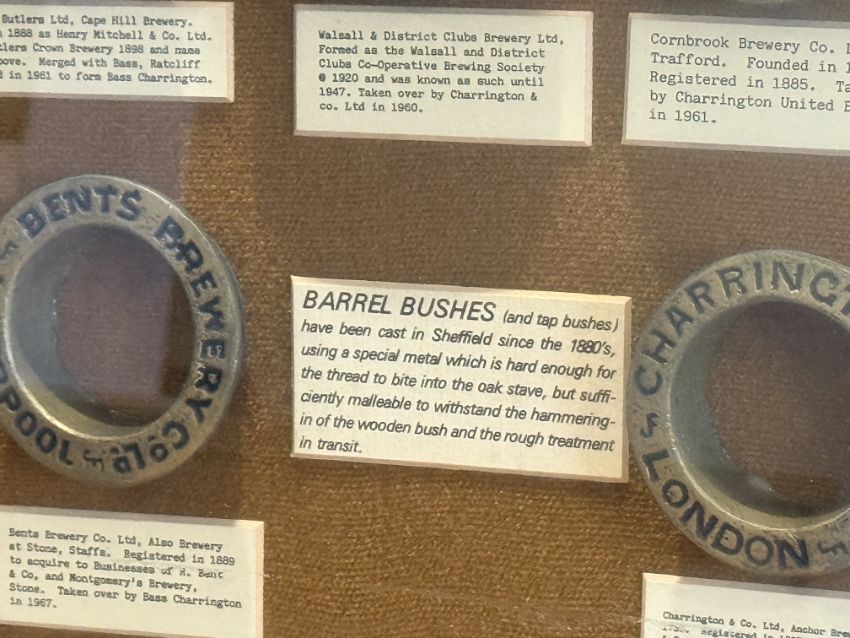 Butlers Ltd, Cape Hill Brewery.
1888 as Henry Mitchell & Co. Ltd.
Crown Brewery 1898 and name
Merged with Bass, Ratcliff
in 1961 to form Bass Charrington.
Walsall & District Clubs Brewery Ltd,
Formed as the Walsall and District
Clubs Co-Operative Brewing Society
@ 1920 and was known as such until
1947. Taken over by Charrington &
co. Ltd in 1960.
Cornbrook Brewery Co.
Trafford. Founded in
Registered in 1885.
by Charrington United
in 1961.
BENTS BREWERY CO LD
BARREL BUSHES (and tap bushes)
have been cast in Sheffield since the 1880's,
using a special metal which is hard enough for
the thread to bite into the oak stave, but suffi-
ciently malleable to withstand the hammering-
in of the wooden bush and the rough treatment
in transit.
CHARRING
LONDON
Bents Brewery Co. Ltd, Also Brewery
at Stone, Staffs. Registered in 1889
to acquire to Businesses of
& Co, and Montgomery's Brewery,
Stone. Taken over by Bass Charrington
in 1967.
Charrington & Co. Ltd, Anchor